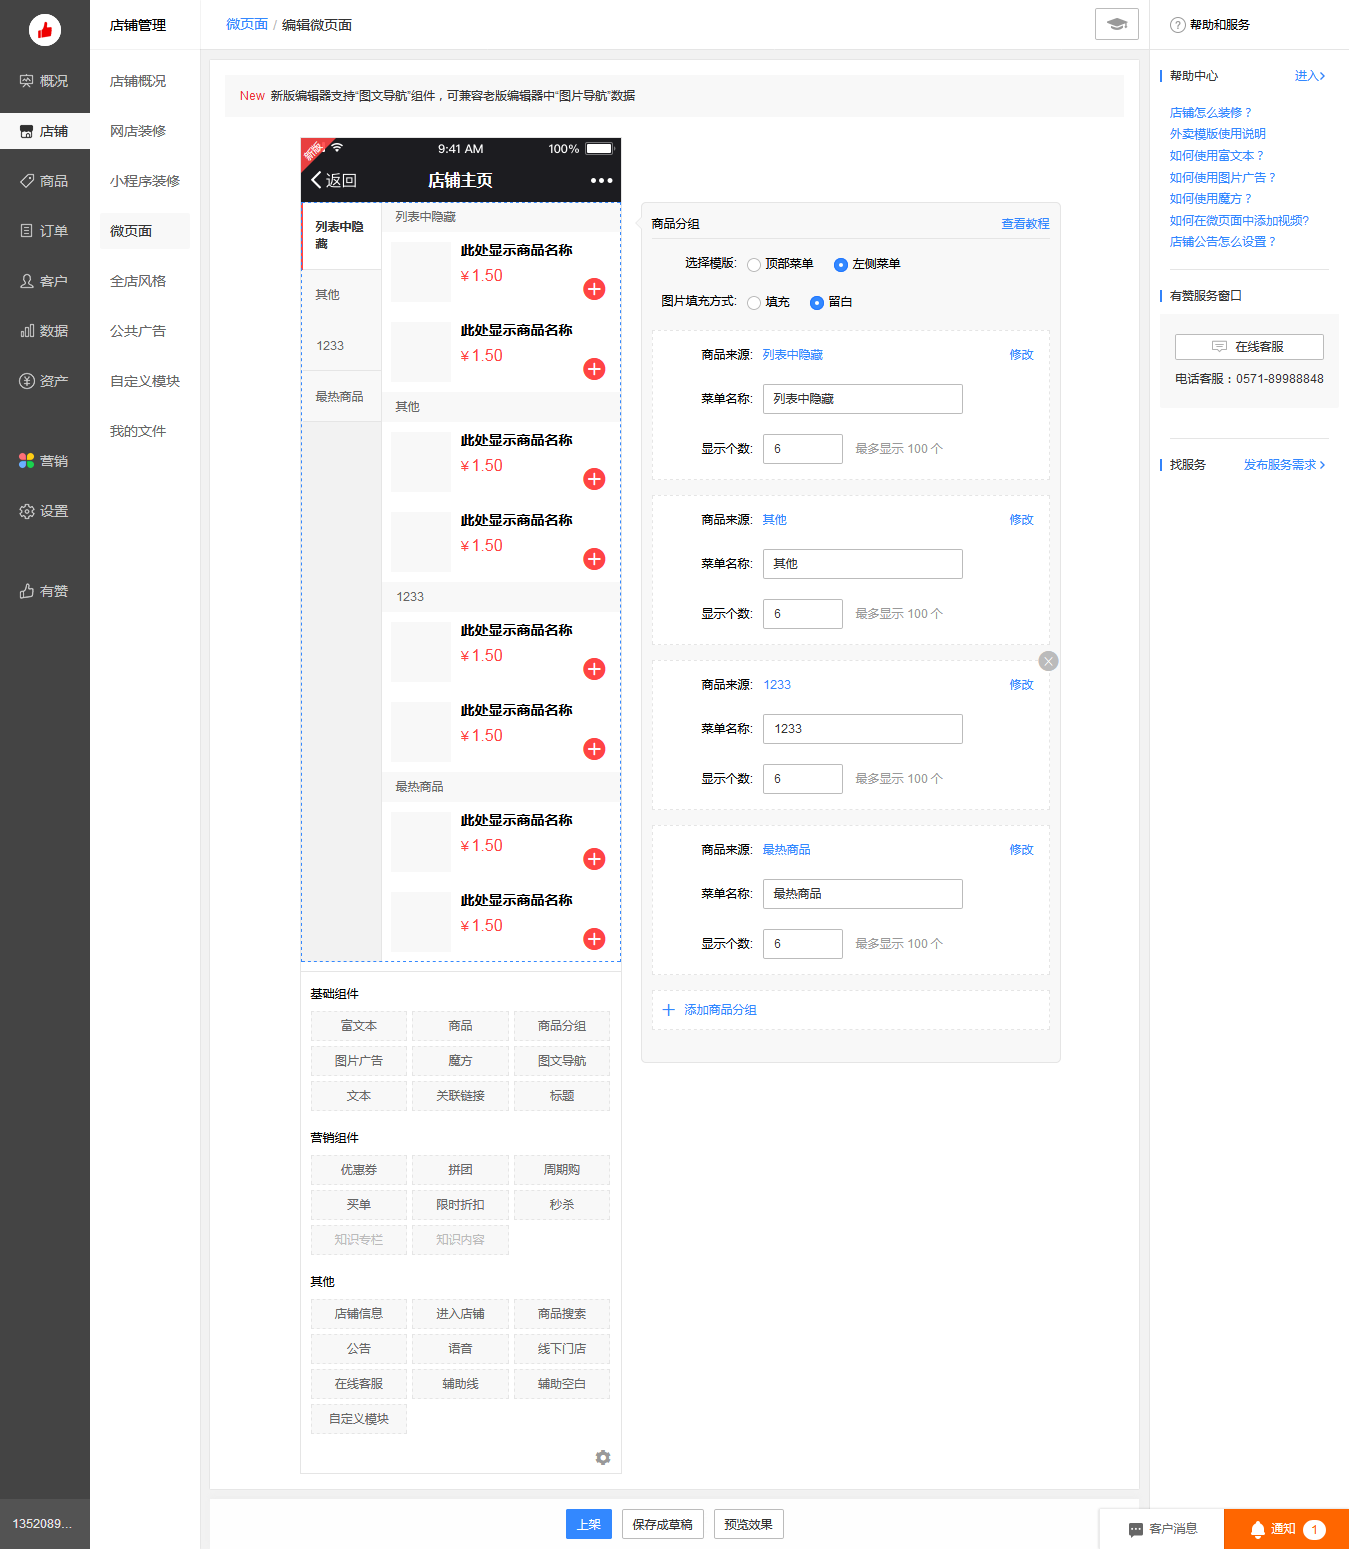 概况
店铺
商品
订单
客户
数据
资产
营销
设置
有赞
1352089...
店铺管理
店铺概况
网店装修
小程序装修
微页面
全店风格
公共广告
自定义模块
我的文件
微页面 / 编辑微页面
New 新版编辑器支持“图文导航”组件，可兼容老版编辑器中“图片导航”数据
新版
9:41 AM 100%
返回 店铺主页
列表中隐藏
其他
1233
最热商品
列表中隐藏
此处显示商品名称
¥1.50
此处显示商品名称
¥1.50
其他
此处显示商品名称
¥1.50
此处显示商品名称
¥1.50
1233
此处显示商品名称
¥1.50
此处显示商品名称
¥1.50
最热商品
此处显示商品名称
¥1.50
此处显示商品名称
¥1.50
基础组件
富文本 商品 商品分组
图片广告 魔方 图文导航
文本 关联链接 标题
营销组件
优惠券 拼团 周期购
买单 限时折扣 秒杀
知识专栏 知识内容
其他
店铺信息 进入店铺 商品搜索
公告 语音 线下门店
在线客服 辅助线 辅助空白
自定义模块
商品分组 查看教程
选择模版: 顶部菜单 左侧菜单
图片填充方式: 填充 留白
商品来源: 列表中隐藏 修改
菜单名称: 列表中隐藏
显示个数: 6 最多显示 100 个
商品来源: 其他 修改
菜单名称: 其他
显示个数: 6 最多显示 100 个
商品来源: 1233 修改
菜单名称: 1233
显示个数: 6 最多显示 100 个
商品来源: 最热商品 修改
菜单名称: 最热商品
显示个数: 6 最多显示 100 个
+ 添加商品分组
上架 保存成草稿 预览效果
? 帮助和服务
帮助中心 进入>
店铺怎么装修？
外卖模版使用说明
如何使用富文本？
如何使用图片广告？
如何使用魔方？
如何在微页面中添加视频?
店铺公告怎么设置？
有赞服务窗口
在线客服
电话客服：0571-89988848
找服务 发布服务需求>
客户消息 通知 1